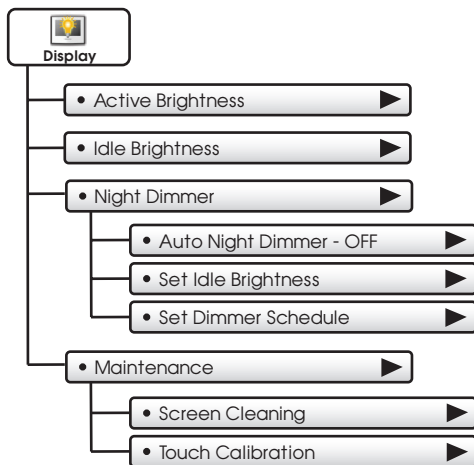 Display
• Active Brightness
• Idle Brightness
• Night Dimmer
• Auto Night Dimmer - OFF
• Set Idle Brightness
• Set Dimmer Schedule
• Maintenance
• Screen Cleaning
• Touch Calibration